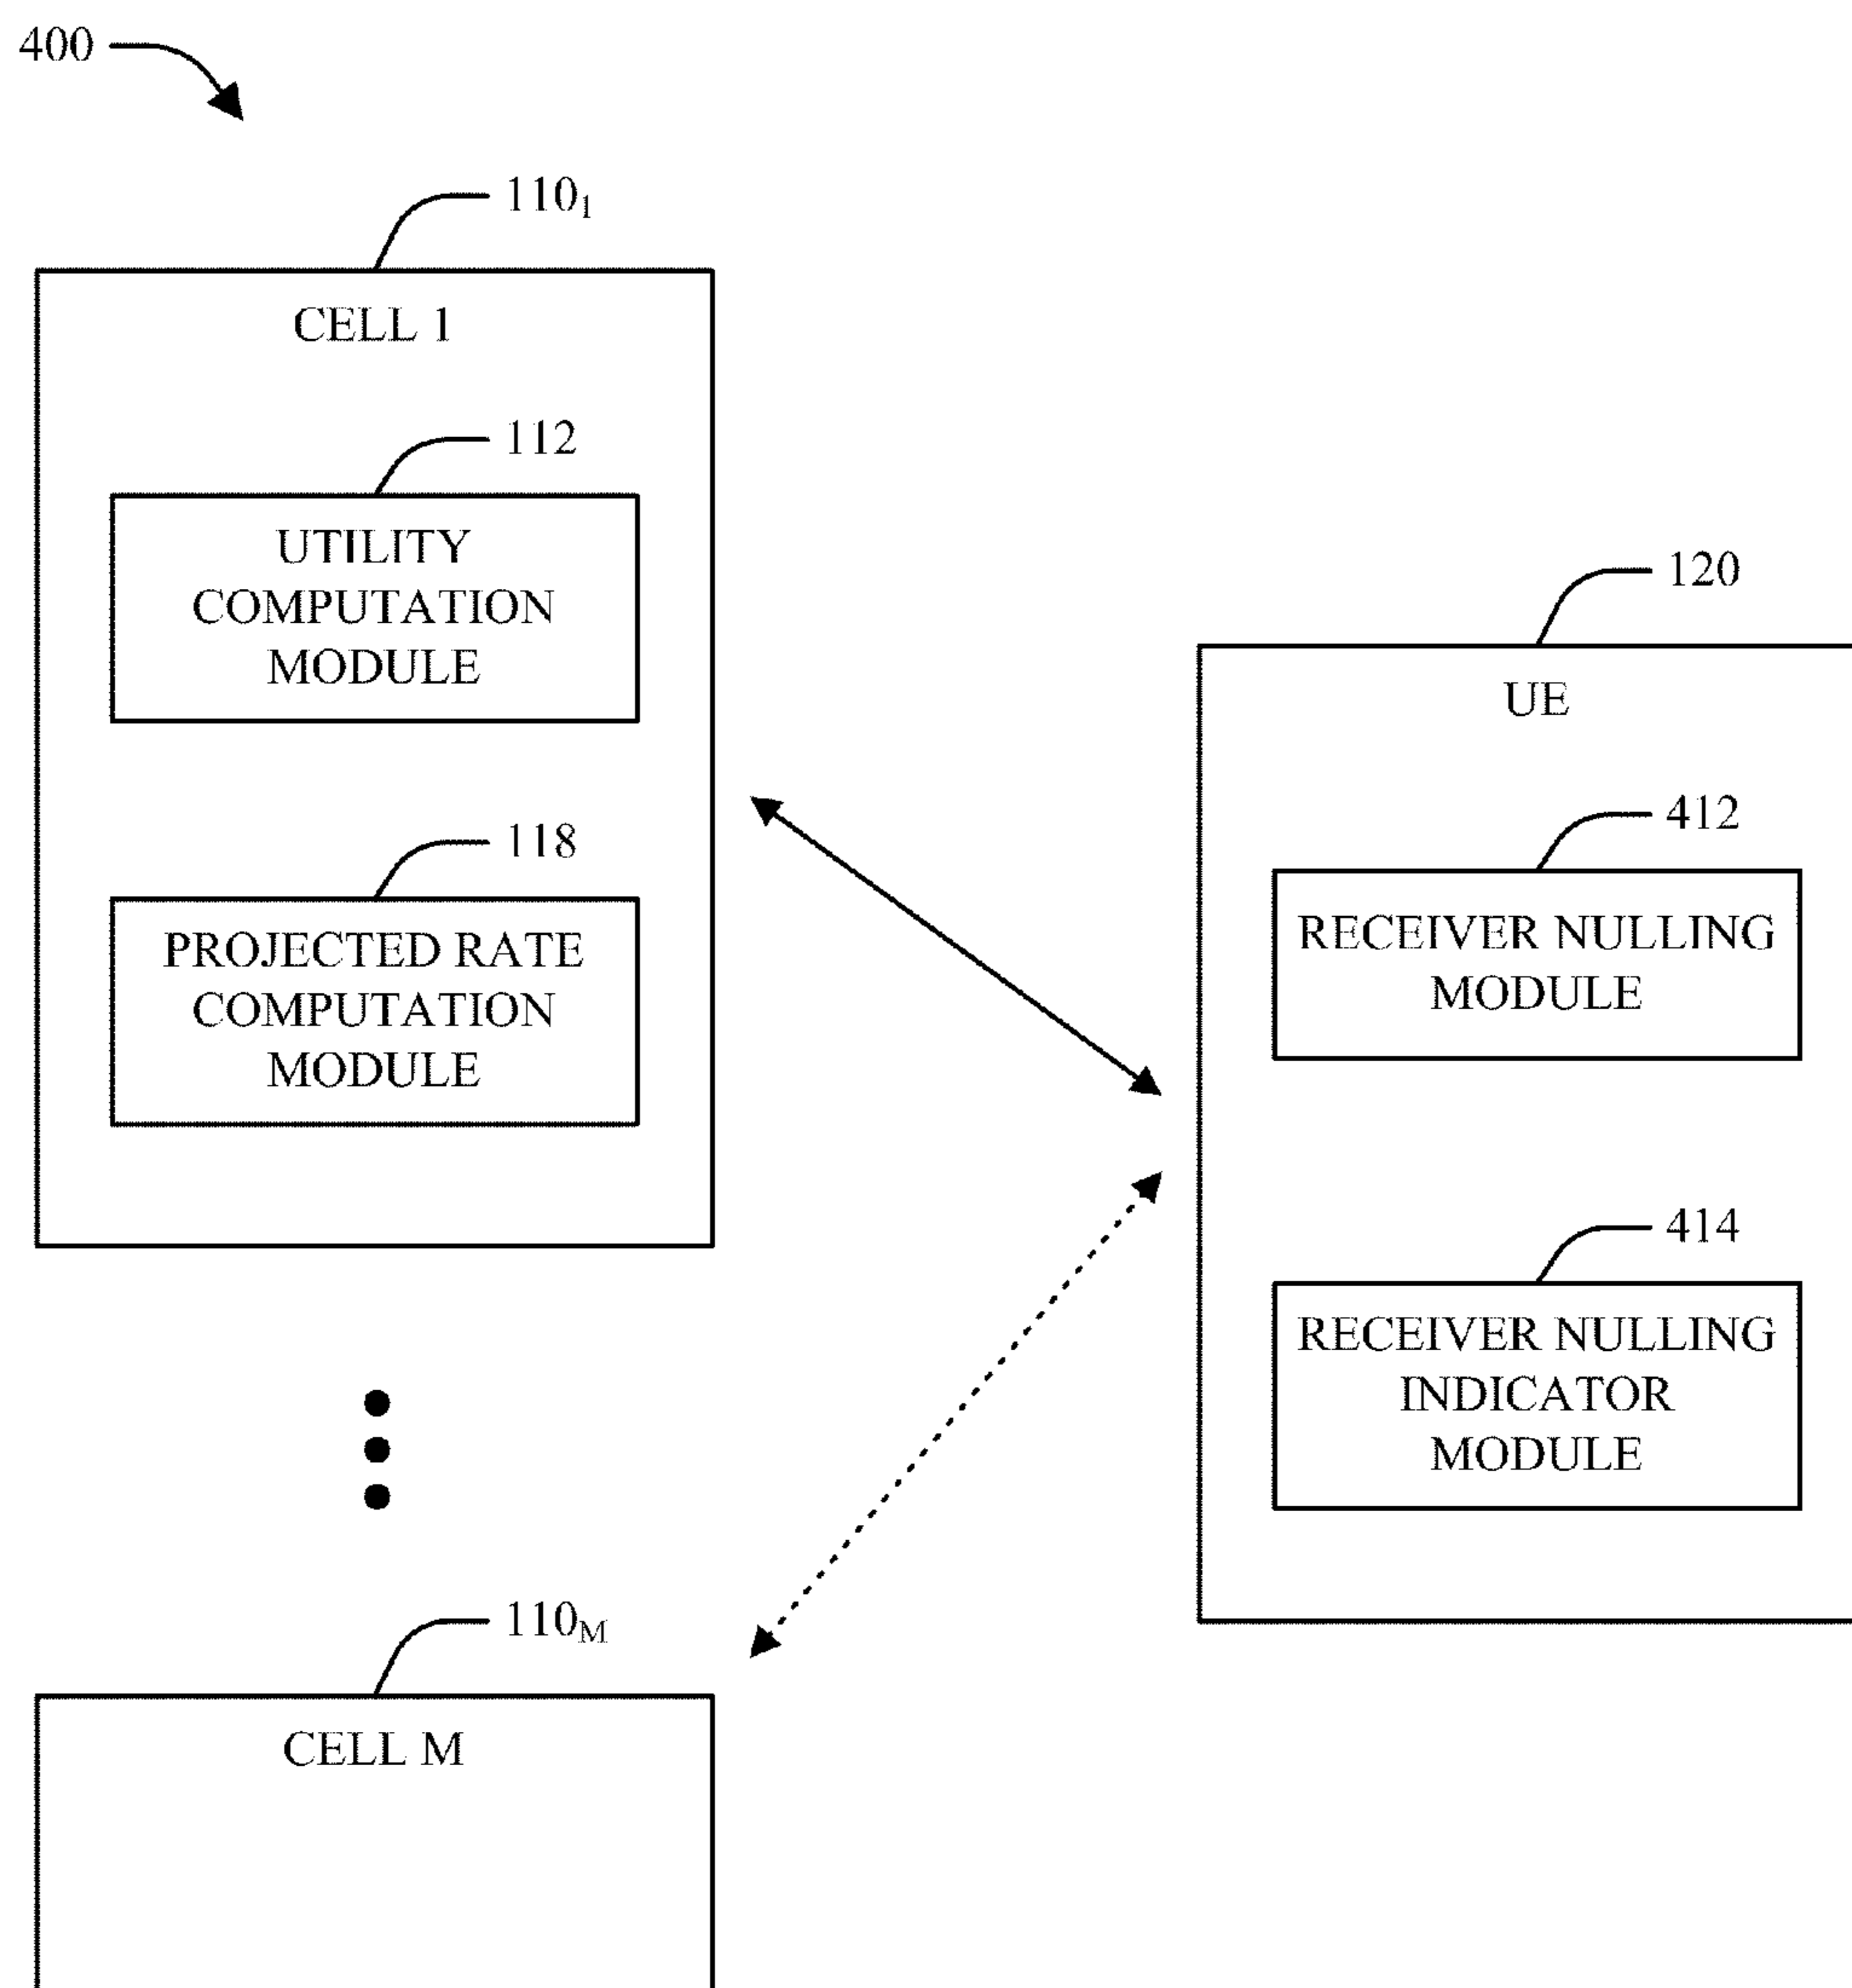 400
110₁
CELL 1
112
UTILITY
COMPUTATION
MODULE
118
PROJECTED RATE
COMPUTATION
MODULE
120
UE
412
RECEIVER NULLING
MODULE
414
RECEIVER NULLING
INDICATOR
MODULE
110M
CELL M